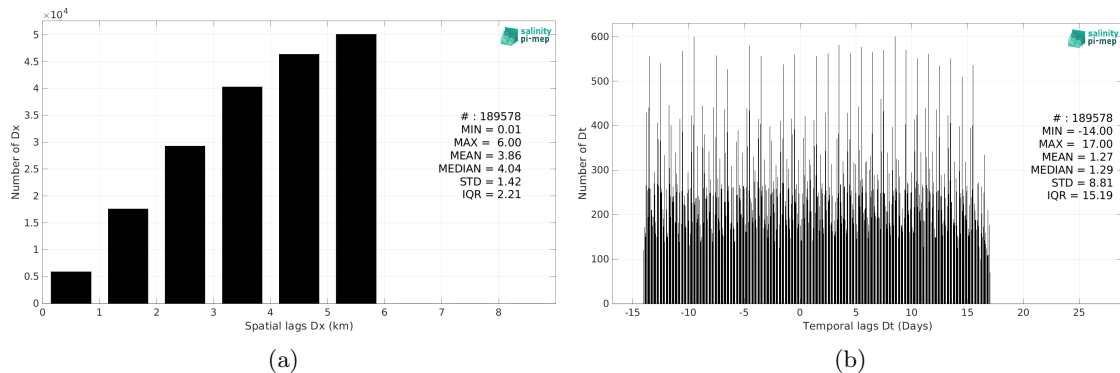 ×10⁴
5
4.5
4
3.5
3
2.5
2
1.5
1
0.5
0
Number of Dx
0 1 2 3 4 5 6 7 8
Spatial lags Dx (km)
salinity
pi-mep
# : 189578
MIN = 0.01
MAX = 6.00
MEAN = 3.86
MEDIAN = 4.04
STD = 1.42
IQR = 2.21
(a)
600
500
400
300
200
100
0
Number of Dt
-15 -10 -5 0 5 10 15 20 25
Temporal lags Dt (Days)
salinity
pi-mep
# : 189578
MIN = -14.00
MAX = 17.00
MEAN = 1.27
MEDIAN = 1.29
STD = 8.81
IQR = 15.19
(b)